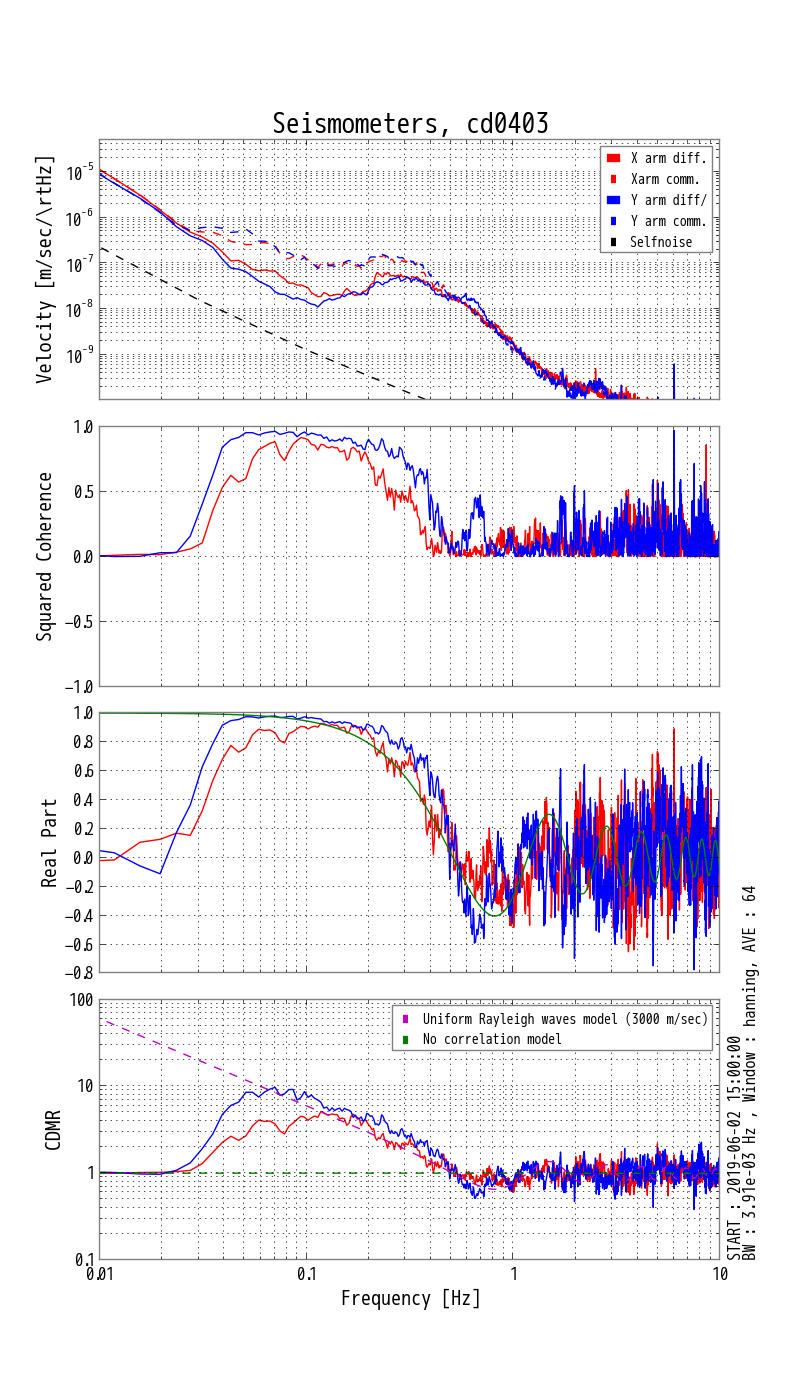 Seismometers, cd0403
Velocity [m/sec/\rtHz]
10^-5
10^-6
10^-7
10^-8
10^-9
X arm diff.
Xarm comm.
Y arm diff/
Y arm comm.
Selfnoise
Squared Coherence
1.0
0.5
0.0
−0.5
−1.0
Real Part
1.0
0.8
0.6
0.4
0.2
0.0
−0.2
−0.4
−0.6
−0.8
CDMR
100
10
1
0.1
Uniform Rayleigh waves model (3000 m/sec)
No correlation model
0.01
0.1
1
10
Frequency [Hz]
START : 2019-06-02 15:00:00
BW : 3.91e-03 Hz , Window : hanning, AVE : 64